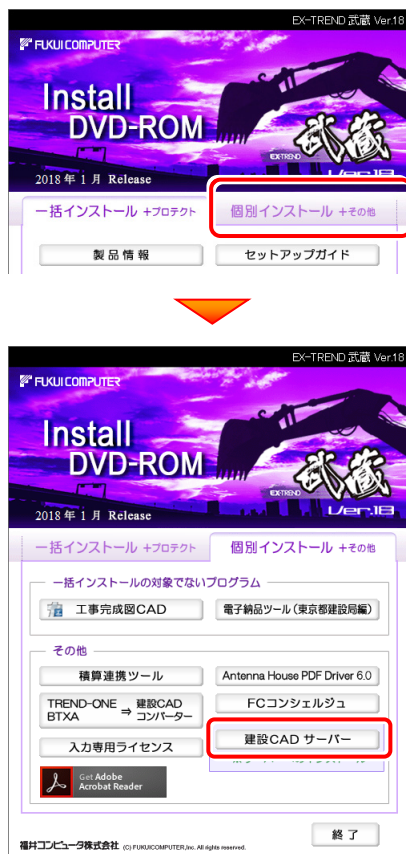 EX-TREND 武蔵 Ver.18
FUKUI COMPUTER
Install
DVD-ROM
EX-TREND
武蔵
2018年 1月 Release
一括インストール +プロテクト
個別インストール +その他
製品情報
セットアップガイド
EX-TREND 武蔵 Ver.18
FUKUI COMPUTER
Install
DVD-ROM
EX-TREND
武蔵
2018年 1月 Release
Ver.18
一括インストール +プロテクト
個別インストール +その他
一括インストールの対象でないプログラム
工事完成図CAD
電子納品ツール(東京都建設局編)
その他
積算連携ツール
Antenna House PDF Driver 6.0
TREND-ONE BTXA ⇒ 建設CAD コンバーター
FCコンシェルジュ
建設CAD サーバー
入力専用ライセンス
Get Adobe
Acrobat Reader
終了
福井コンピュータ株式会社 (C) FUKUICOMPUTER,Inc. All rights reserved.